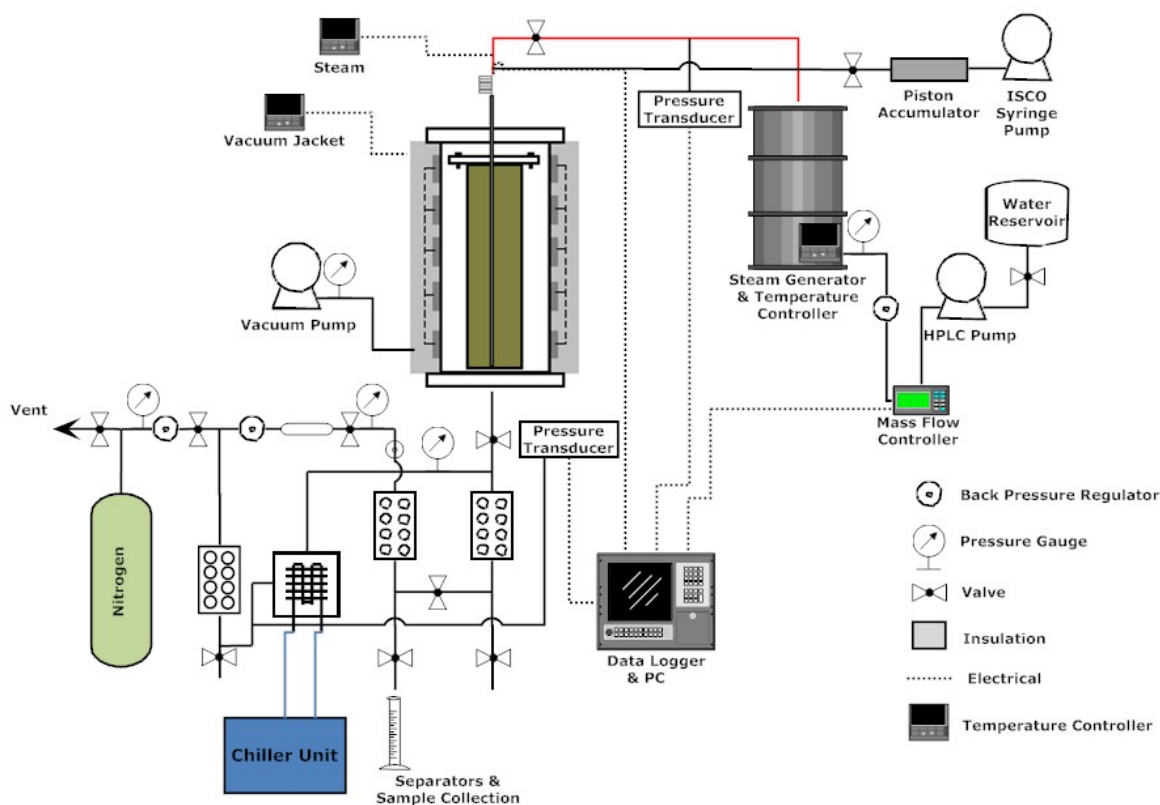 Steam
Vacuum Jacket
Pressure
Transducer
Piston
Accumulator
ISCO
Syringe
Pump
Water
Reservoir
Steam Generator
& Temperature
Controller
HPLC Pump
Vacuum Pump
Mass Flow
Controller
Vent
Pressure
Transducer
Nitrogen
Chiller Unit
Separators &
Sample Collection
Data Logger
& PC
Back Pressure Regulator
Pressure Gauge
Valve
Insulation
Electrical
Temperature Controller